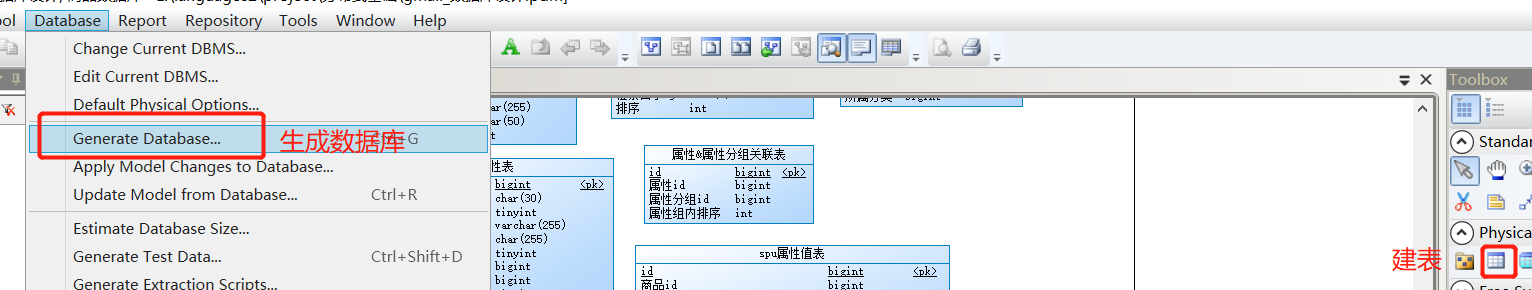 Database Report Repository Tools Window Help
Change Current DBMS...
Edit Current DBMS...
Default Physical Options...
Generate Database...
生成数据库
Apply Model Changes to Database...
Update Model from Database... Ctrl+R
Estimate Database Size...
Generate Test Data... Ctrl+Shift+D
Generate Extraction Scripts...
char(50)
排序 int
属性&属性分组关联表
id bigint <pk>
属性id bigint
属性分组id bigint
属性组内排序 int
性表
bigint <pk>
char(30)
tinyint
varchar(255)
char(255)
tinyint
bigint
bigint
spu属性值表
id bigint <pk>
商品id bigint
Toolbox
Standar
Physica
建表